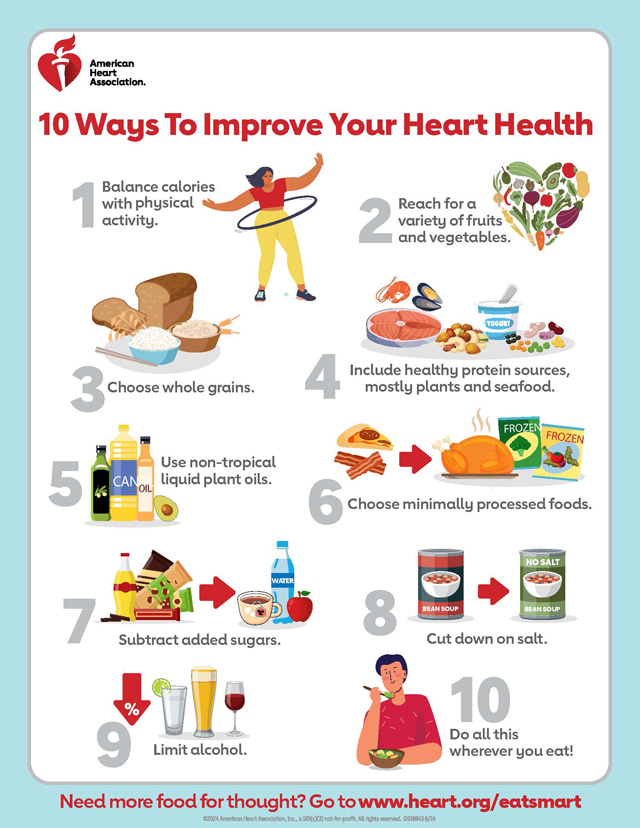 American
Heart
Association.
10 Ways To Improve Your Heart Health
1
Balance calories
with physical
activity.
2
Reach for a
variety of fruits
and vegetables.
3
Choose whole grains.
YOGURT
4
Include healthy protein sources,
mostly plants and seafood.
CAN
OIL
5
Use non-tropical
liquid plant oils.
FROZEN
FROZEN
6
Choose minimally processed foods.
WATER
7
Subtract added sugars.
BEAN SOUP
NO SALT
BEAN SOUP
8
Cut down on salt.
%
9
Limit alcohol.
10
Do all this
wherever you eat!
Need more food for thought? Go to www.heart.org/eatsmart
©2024 American Heart Association, Inc., a 501(c)(3) not-for-profit. All rights reserved. DS18643 6/24